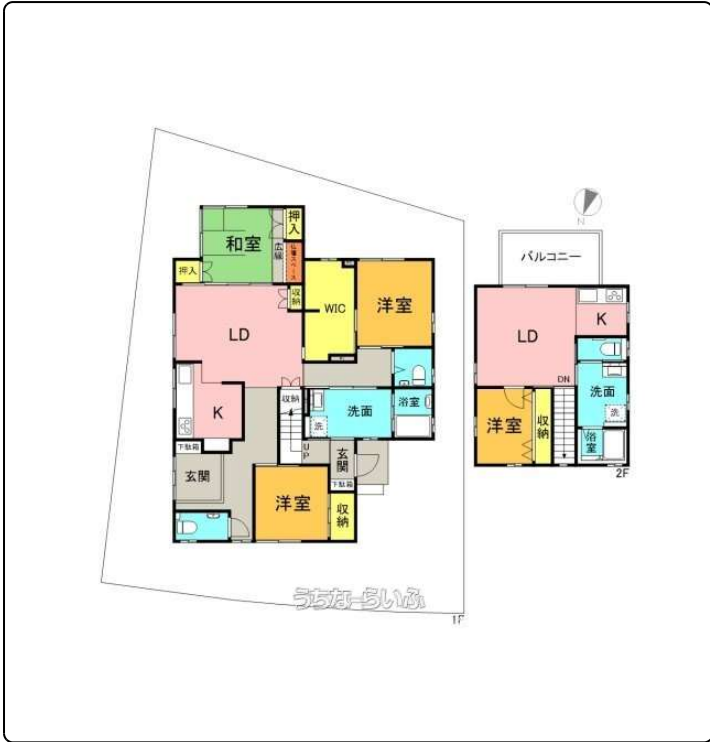 押入
和室
広縁
仏壇スペース
押入
収納
WIC
洋室
LD
K
収納
洗
洗面
浴室
下駄箱
玄関
UP
玄関
下駄箱
洋室
収納
うちなーらいふ
1F
N
バルコニー
LD
K
DN
洗面
洗
洋室
収納
浴室
2F